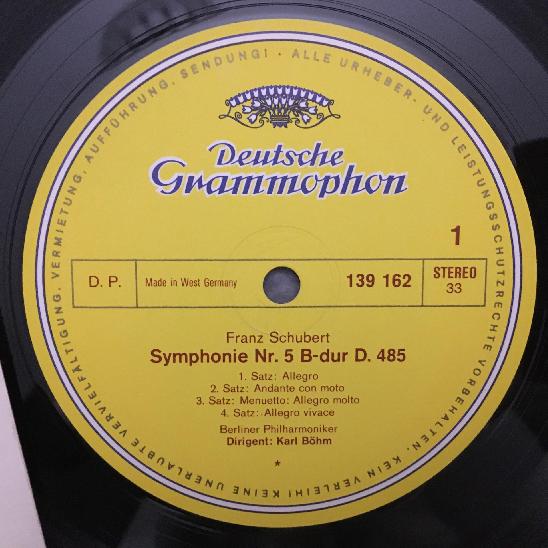 ALLE URHEBER- UND LEISTUNGSSCHUTZRECHTE VORBEHALTEN. KEIN VERLEIH! KEINE UNERLAUBTE VERVIELFÄLTIGUNG, VERMIETUNG, AUFFÜHRUNG, SENDUNG!
Deutsche
Grammophon
1
D. P.
Made in West Germany
139 162
STEREO
33
Franz Schubert
Symphonie Nr. 5 B-dur D. 485
1. Satz: Allegro
2. Satz: Andante con moto
3. Satz: Menuetto: Allegro molto
4. Satz: Allegro vivace
Berliner Philharmoniker
Dirigent: Karl Böhm
*